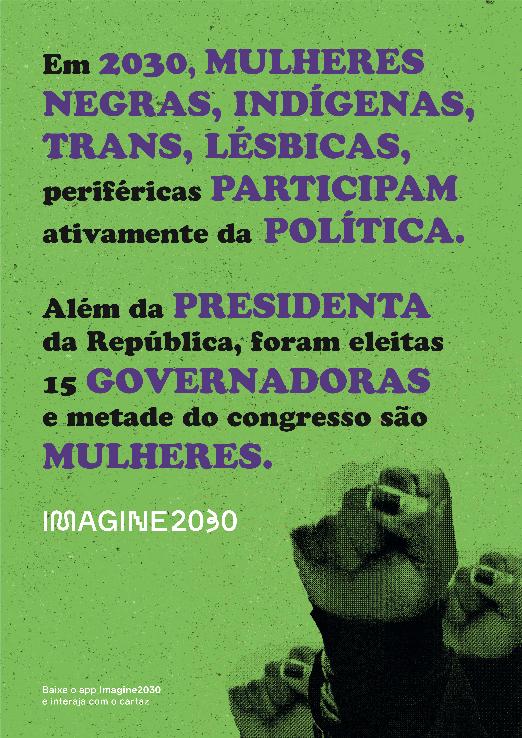 Em 2030, MULHERES
NEGRAS, INDÍGENAS,
TRANS, LÉSBICAS,
periféricas PARTICIPAM
ativamente da POLÍTICA.
Além da PRESIDENTA
da República, foram eleitas
15 GOVERNADORAS
e metade do congresso são
MULHERES.
IMAGINE2030
Baixe o app Imagine2030
e interaja com o cartaz